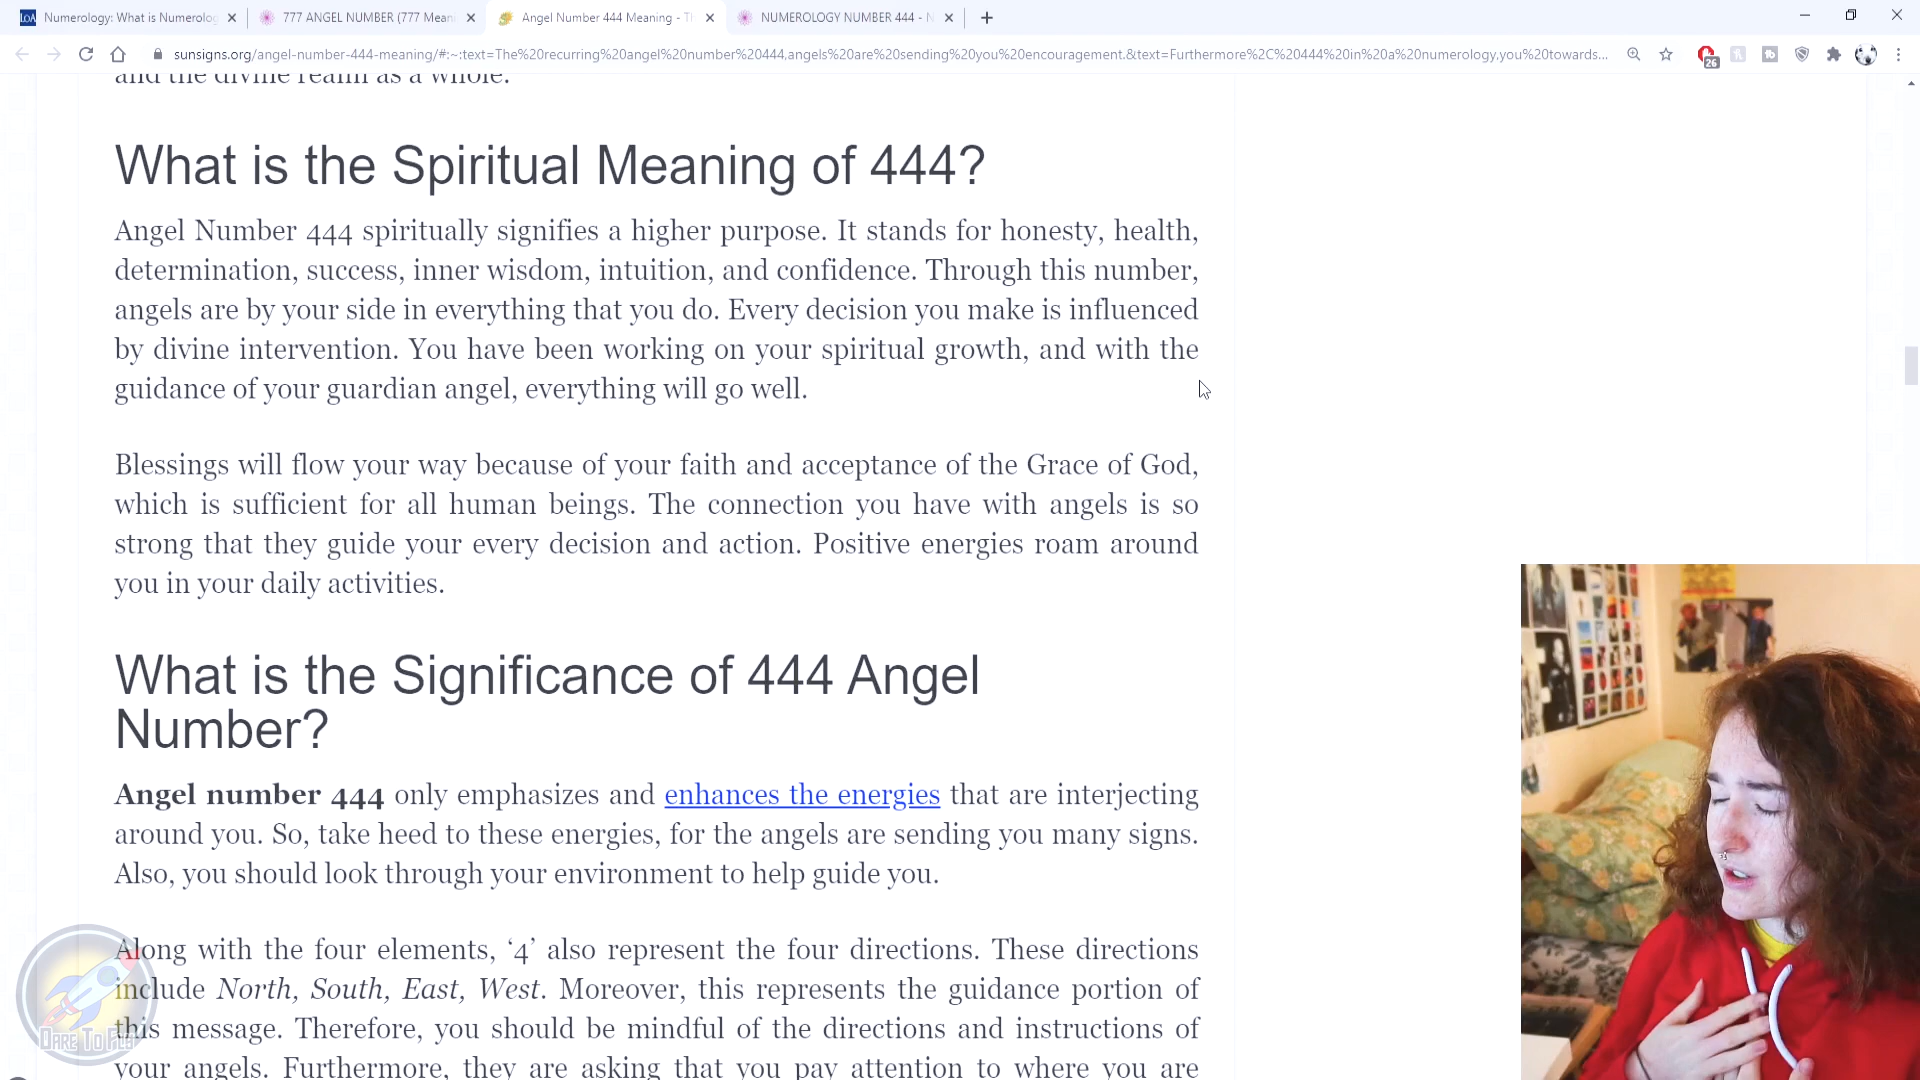 Numerology: What is Numerolog
777 ANGEL NUMBER (777 Meani
Angel Number 444 Meaning - Th
NUMEROLOGY NUMBER 444 - N
sunsigns.org/angel-number-444-meaning/#:~:text=The%20recurring%20angel%20number%20444,angels%20are%20sending%20you%20encouragement.&text=Furthermore%2C%20444%20in%20a%20numerology,you%20towards...
26
and the divine realm as a whole.
What is the Spiritual Meaning of 444?
Angel Number 444 spiritually signifies a higher purpose. It stands for honesty, health,
determination, success, inner wisdom, intuition, and confidence. Through this number,
angels are by your side in everything that you do. Every decision you make is influenced
by divine intervention. You have been working on your spiritual growth, and with the
guidance of your guardian angel, everything will go well.
Blessings will flow your way because of your faith and acceptance of the Grace of God,
which is sufficient for all human beings. The connection you have with angels is so
strong that they guide your every decision and action. Positive energies roam around
you in your daily activities.
What is the Significance of 444 Angel
Number?
Angel number 444 only emphasizes and enhances the energies that are interjecting
around you. So, take heed to these energies, for the angels are sending you many signs.
Also, you should look through your environment to help guide you.
Along with the four elements, ‘4’ also represent the four directions. These directions
include North, South, East, West. Moreover, this represents the guidance portion of
this message. Therefore, you should be mindful of the directions and instructions of
your angels. Furthermore, they are asking that you pay attention to where you are
DARE TO FLY